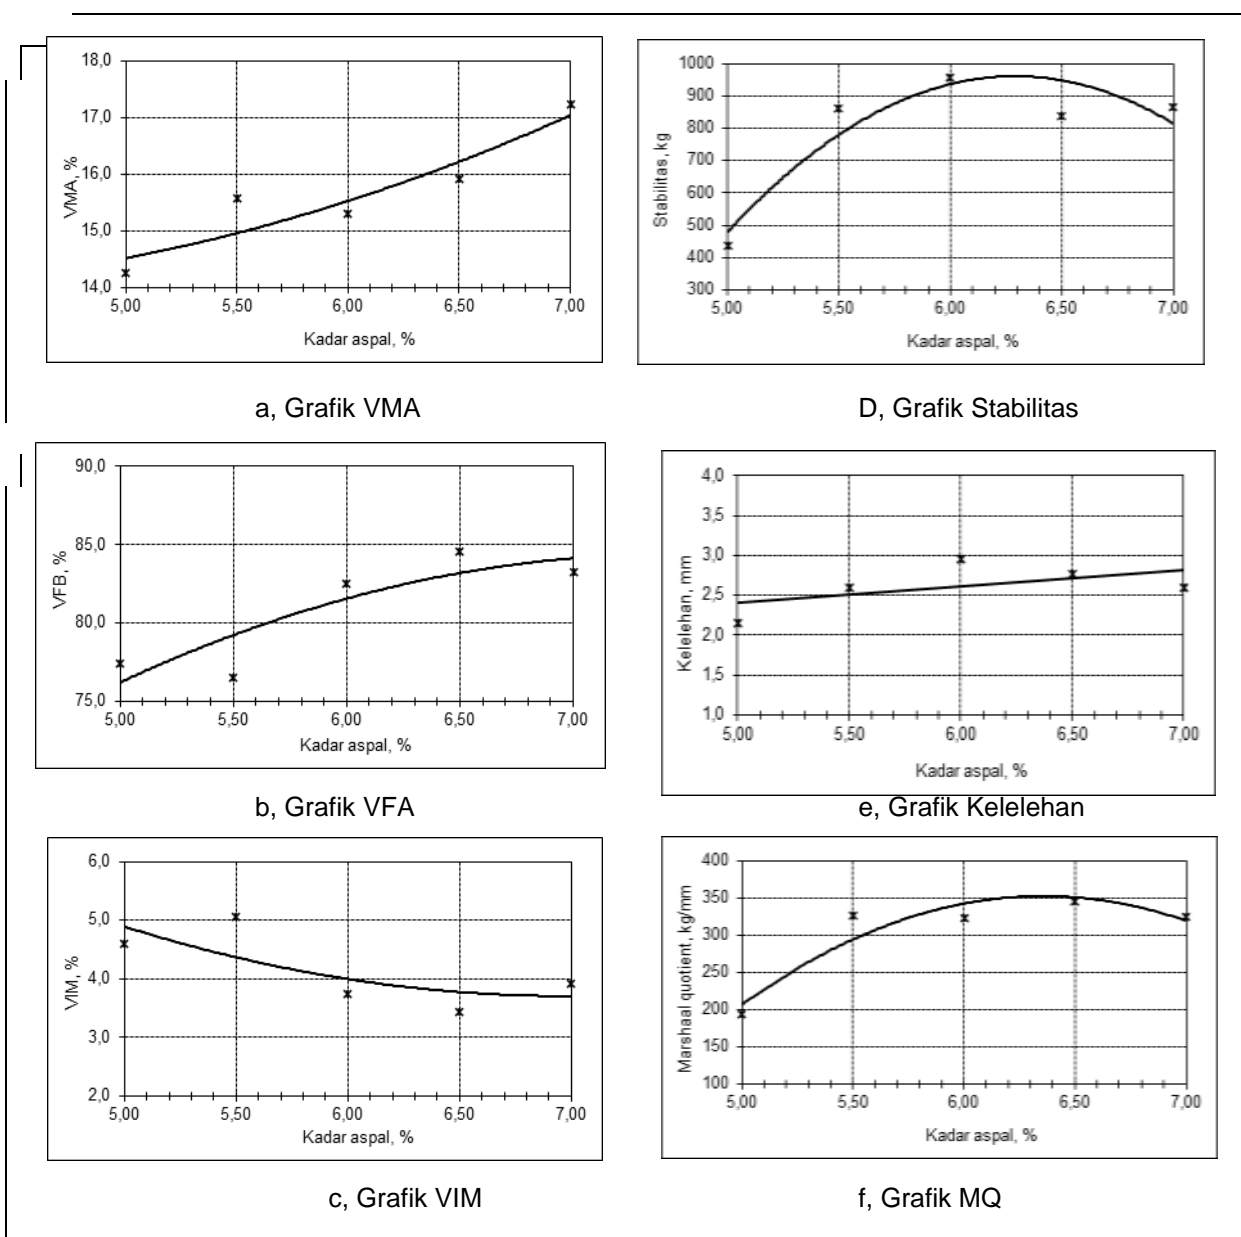 18,0
17,0
16,0
15,0
14,0
VMA, %
5,00 5,50 6,00 6,50 7,00
Kadar aspal, %
a, Grafik VMA
1000
900
800
700
600
500
400
300
Stabilitas, kg
5,00 5,50 6,00 6,50 7,00
Kadar aspal, %
D, Grafik Stabilitas
90,0
85,0
80,0
75,0
VFB, %
5,00 5,50 6,00 6,50 7,00
Kadar aspal, %
b, Grafik VFA
4,0
3,5
3,0
2,5
2,0
1,5
1,0
Kelelehan, mm
5,00 5,50 6,00 6,50 7,00
Kadar aspal, %
e, Grafik Kelelehan
6,0
5,0
4,0
3,0
2,0
VIM, %
5,00 5,50 6,00 6,50 7,00
Kadar aspal, %
c, Grafik VIM
400
350
300
250
200
150
100
Marshaal quotient, kg/mm
5,00 5,50 6,00 6,50 7,00
Kadar aspal, %
f, Grafik MQ